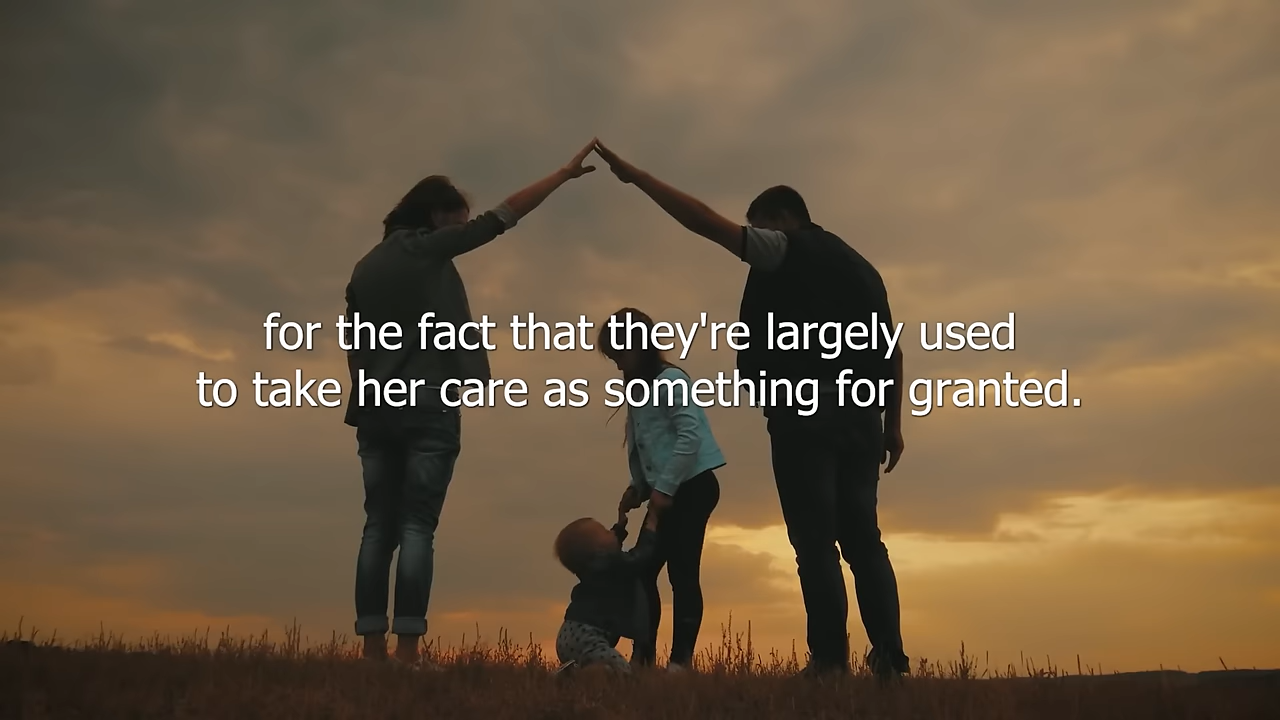 for the fact that they're largely used
to take her care as something for granted.